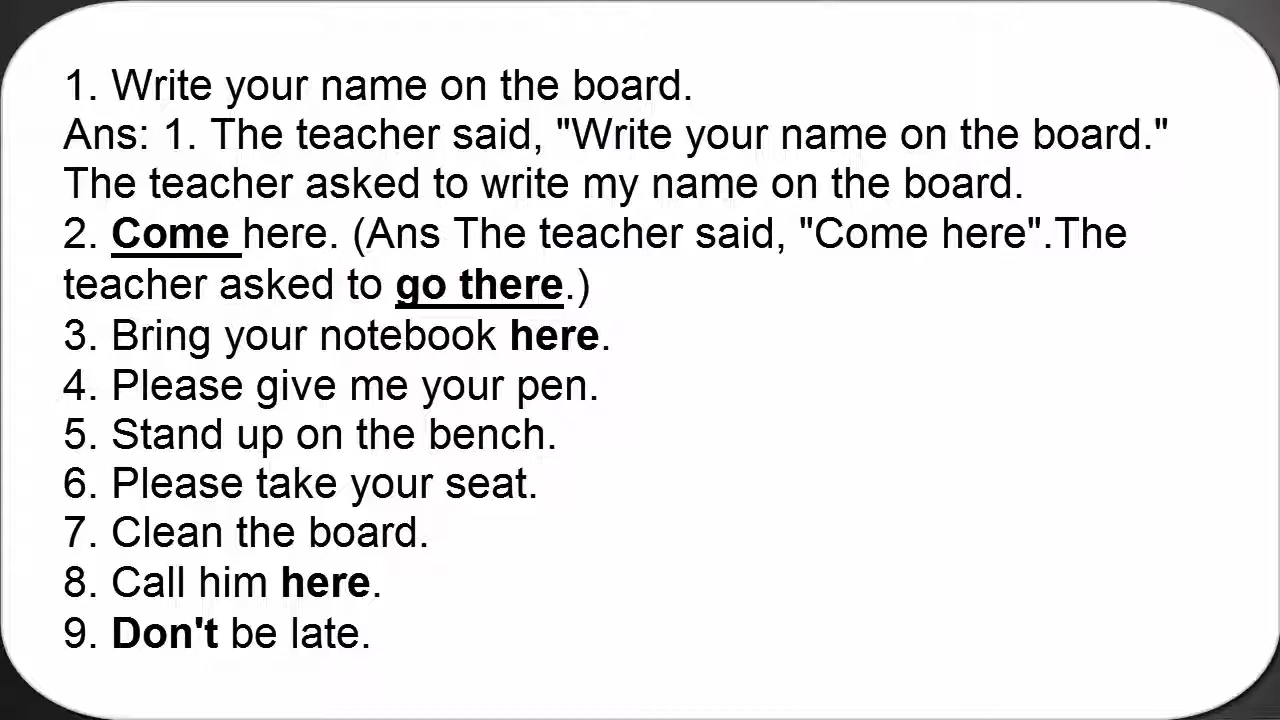 1. Write your name on the board.
Ans: 1. The teacher said, "Write your name on the board."
The teacher asked to write my name on the board.
2. Come here. (Ans The teacher said, "Come here".The
teacher asked to go there.)
3. Bring your notebook here.
4. Please give me your pen.
5. Stand up on the bench.
6. Please take your seat.
7. Clean the board.
8. Call him here.
9. Don't be late.